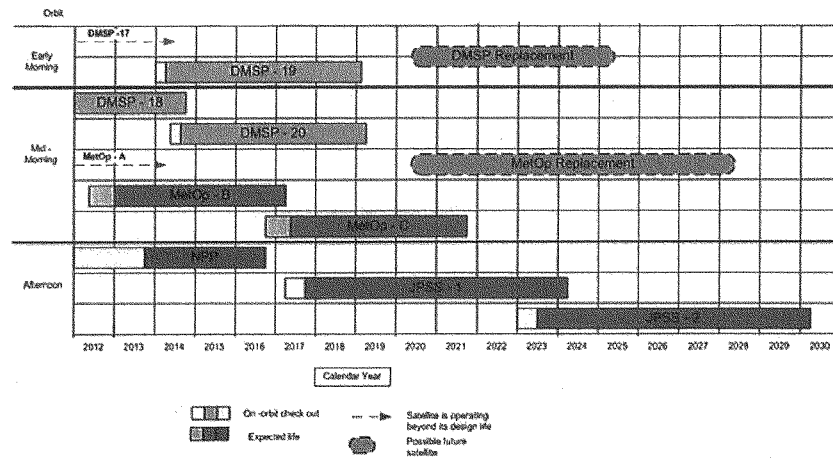 Orbit
DMSP -17
Early
Morning
DMSP Replacement
DMSP - 19
DMSP - 18
DMSP - 20
Mid -
Morning
MetOp - A
MetOp Replacement
MetOp - B
MetOp - C
NPP
Afternoon
JPSS - 1
JPSS - 2
2012 2013 2014 2015 2016 2017 2018 2019 2020 2021 2022 2023 2024 2025 2026 2027 2028 2029 2030
Calendar Year
On -orbit check out
Satellite is operating
beyond its design life
Expected life
Possible future
satellite